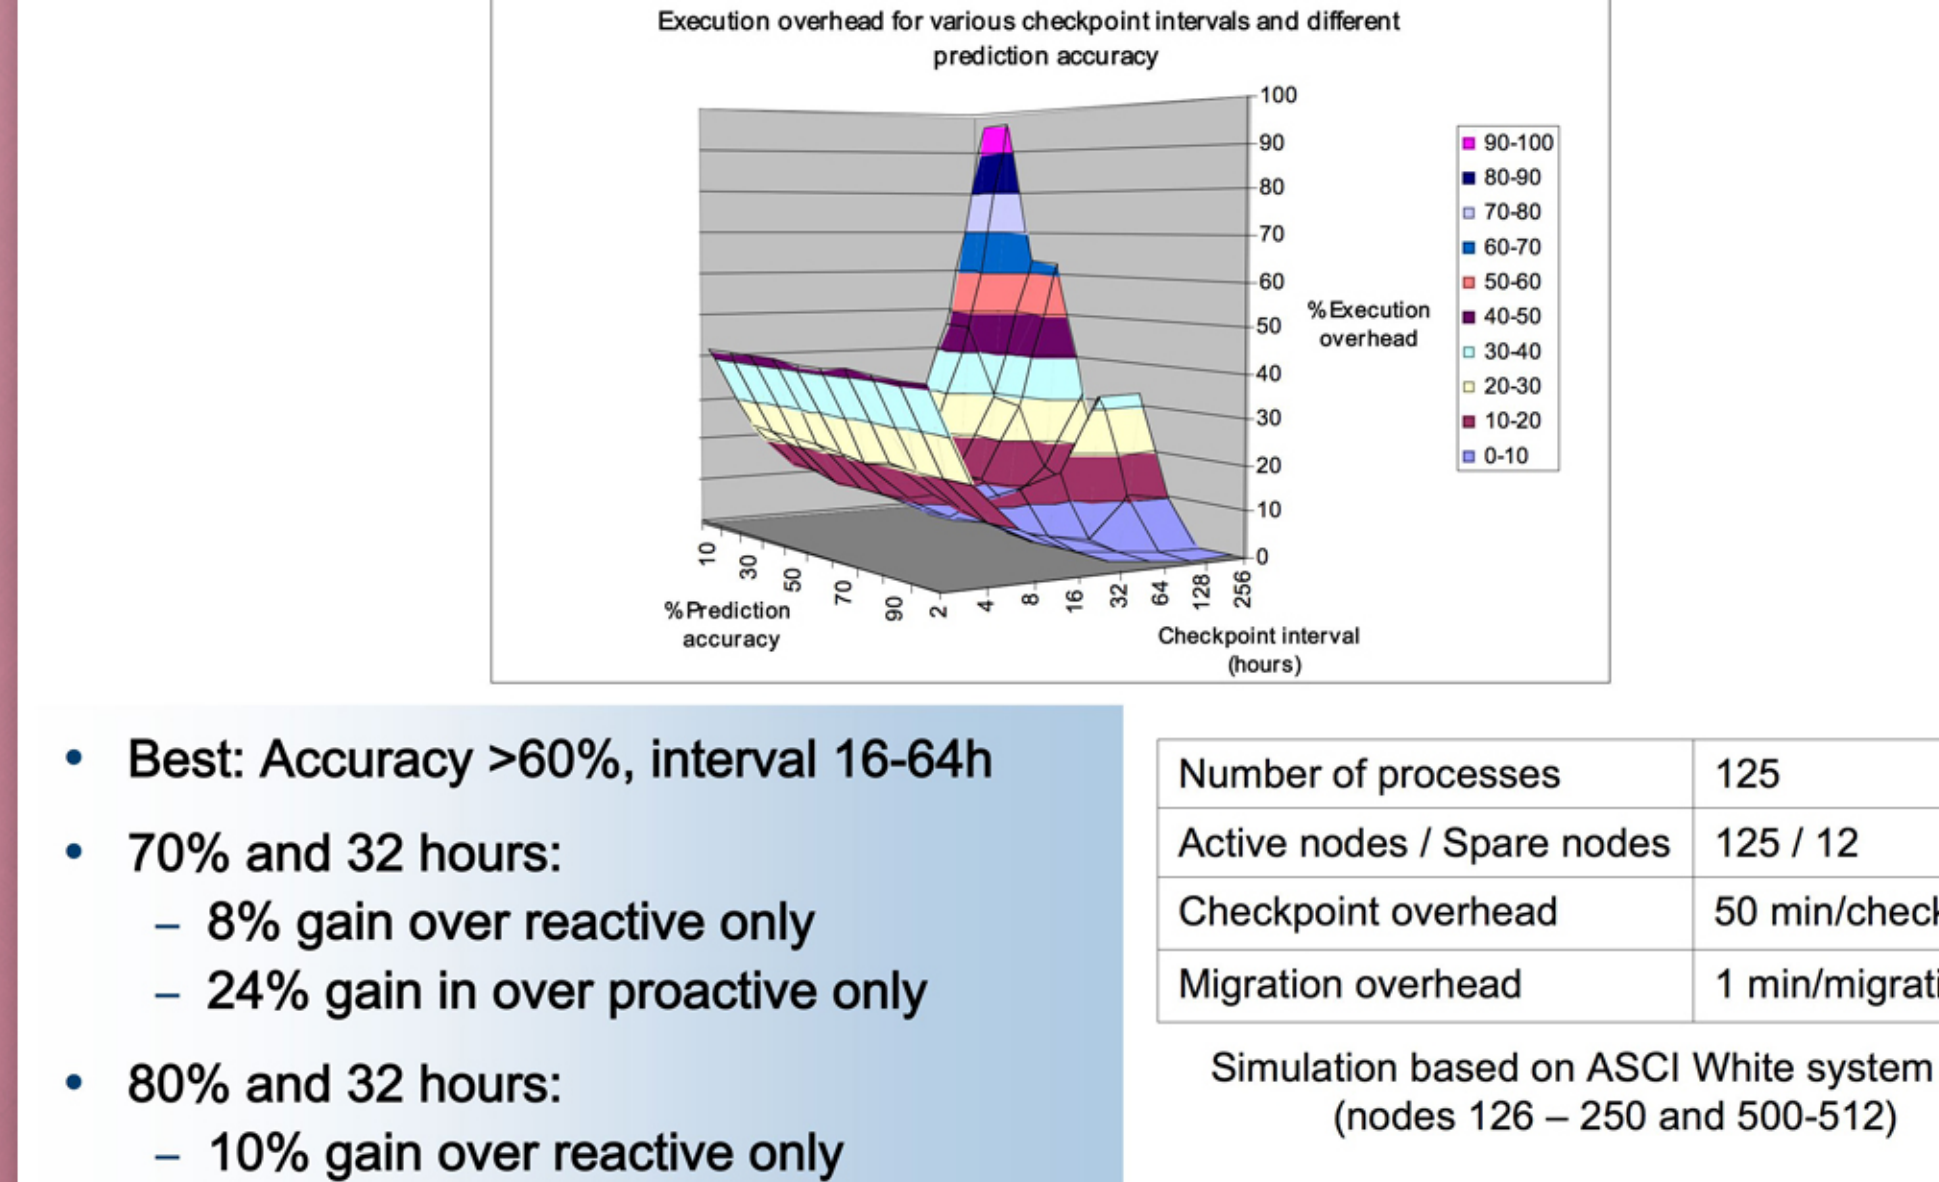 Execution overhead for various checkpoint intervals and different
prediction accuracy
100
90
80
70
60
50
40
30
20
10
0
%Execution
overhead
90-100
80-90
70-80
60-70
50-60
40-50
30-40
20-30
10-20
0-10
10
30
50
70
90
%Prediction
accuracy
2
4
8
16
32
64
128
256
Checkpoint interval
(hours)
• Best: Accuracy >60%, interval 16-64h
• 70% and 32 hours:
– 8% gain over reactive only
– 24% gain in over proactive only
• 80% and 32 hours:
– 10% gain over reactive only
Number of processes 125
Active nodes / Spare nodes 125 / 12
Checkpoint overhead 50 min/check
Migration overhead 1 min/migrati
Simulation based on ASCI White system
(nodes 126 – 250 and 500-512)